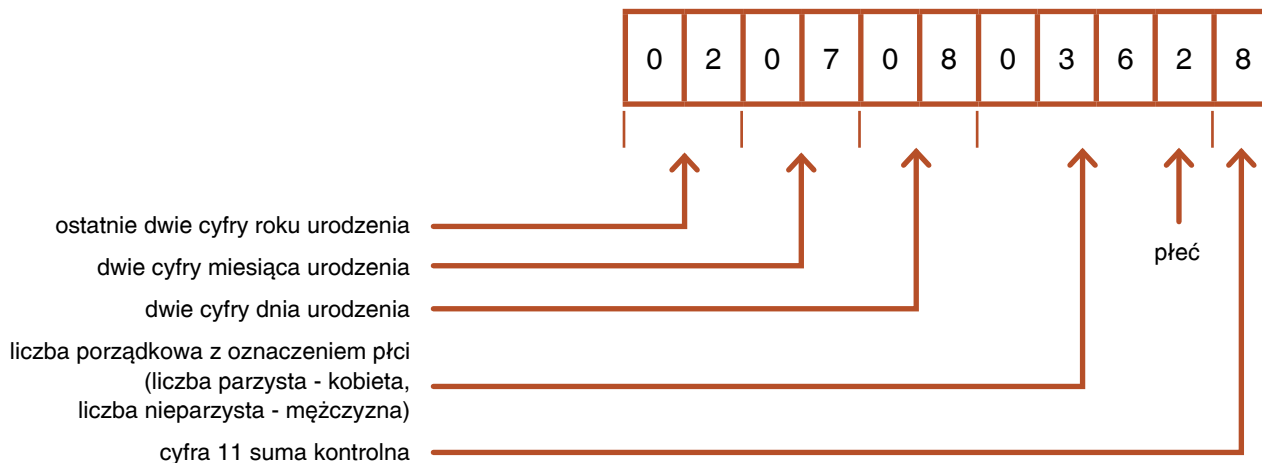 0 2 0 7 0 8 0 3 6 2 8
ostatnie dwie cyfry roku urodzenia
płeć
dwie cyfry miesiąca urodzenia
dwie cyfry dnia urodzenia
liczba porządkowa z oznaczeniem płci
(liczba parzysta - kobieta,
liczba nieparzysta - mężczyzna)
cyfra 11 suma kontrolna